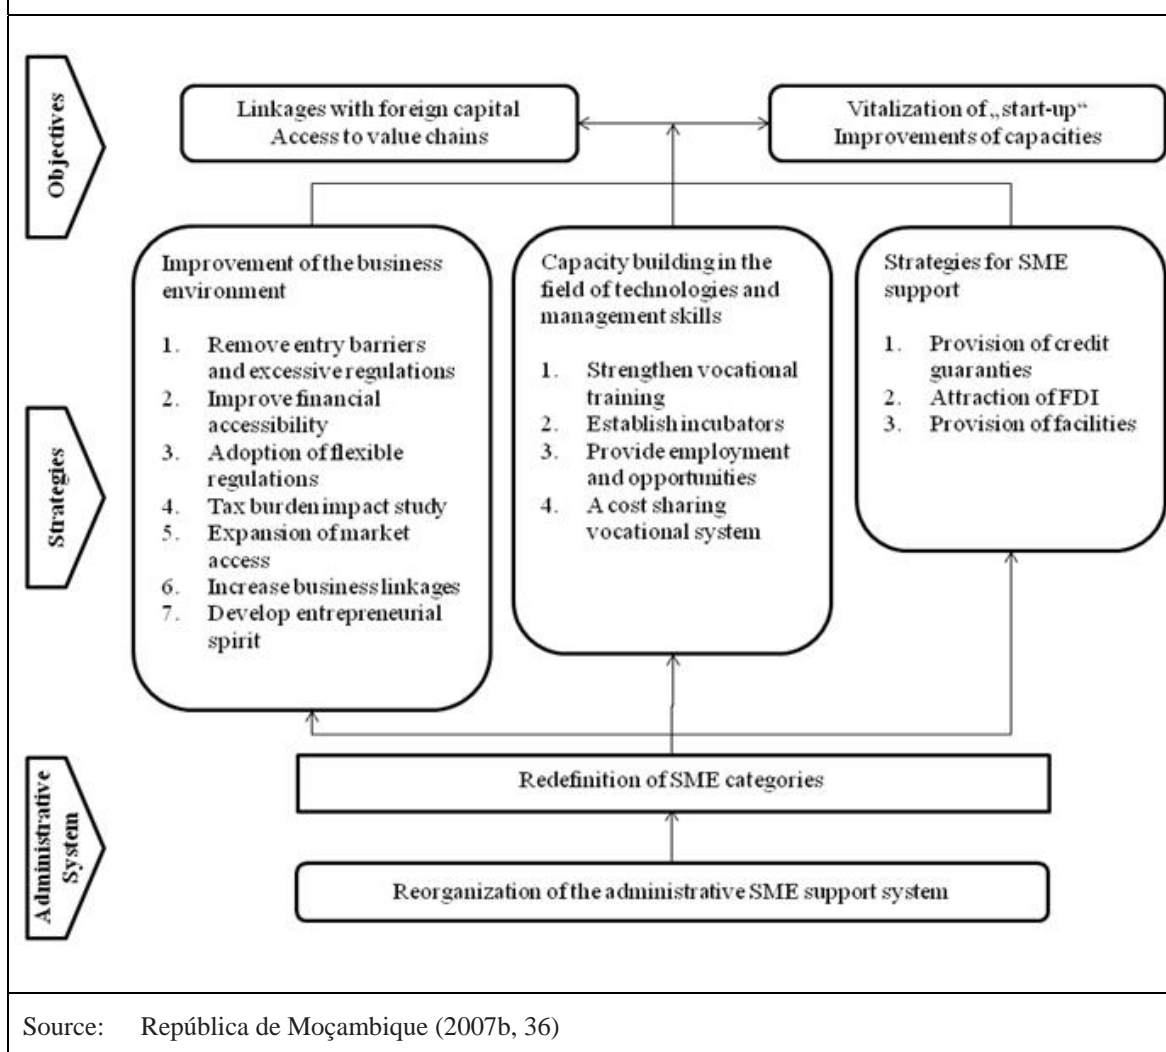 Objectives
Linkages with foreign capital
Access to value chains
Vitalization of „start-up“
Improvements of capacities
Strategies
Improvement of the business
environment
1. Remove entry barriers
and excessive regulations
2. Improve financial
accessibility
3. Adoption of flexible
regulations
4. Tax burden impact study
5. Expansion of market
access
6. Increase business linkages
7. Develop entrepreneurial
spirit
Capacity building in the
field of technologies and
management skills
1. Strengthen vocational
training
2. Establish incubators
3. Provide employment
and opportunities
4. A cost sharing
vocational system
Strategies for SME
support
1. Provision of credit
guaranties
2. Attraction of FDI
3. Provision of facilities
Administrative
System
Redefinition of SME categories
Reorganization of the administrative SME support system
Source: República de Moçambique (2007b, 36)